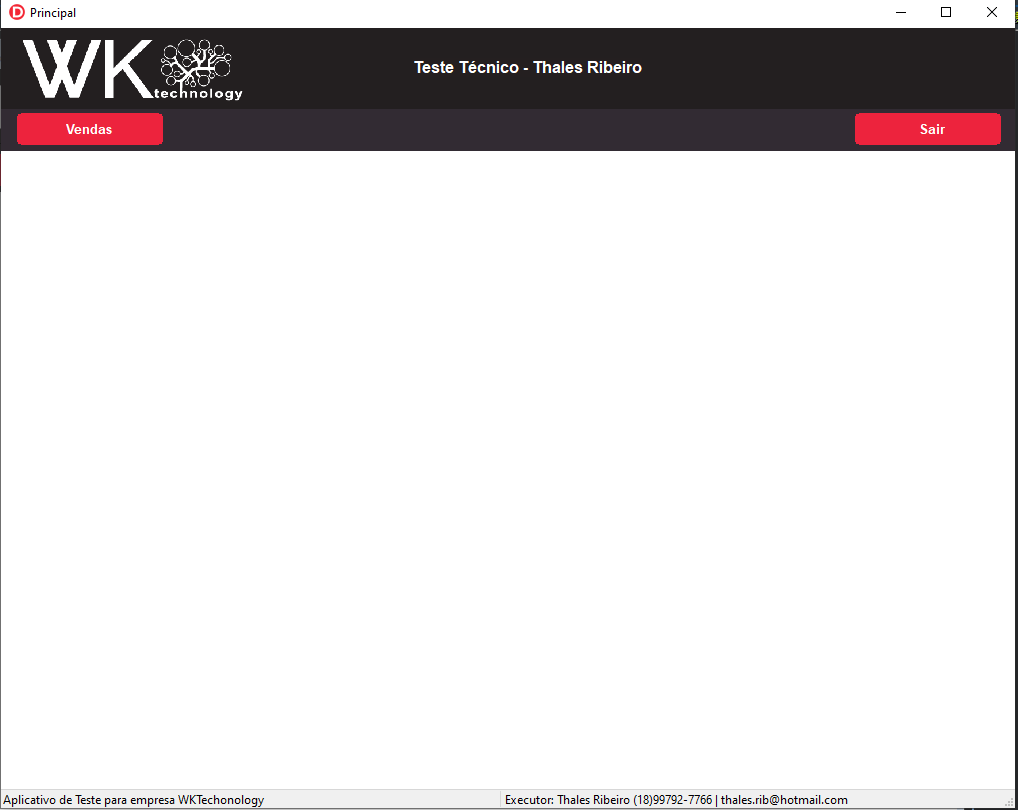 Principal
WK technology
Teste Técnico - Thales Ribeiro
Vendas
Sair
Aplicativo de Teste para empresa WKTechonology
Executor: Thales Ribeiro (18)99792-7766 | thales.rib@hotmail.com